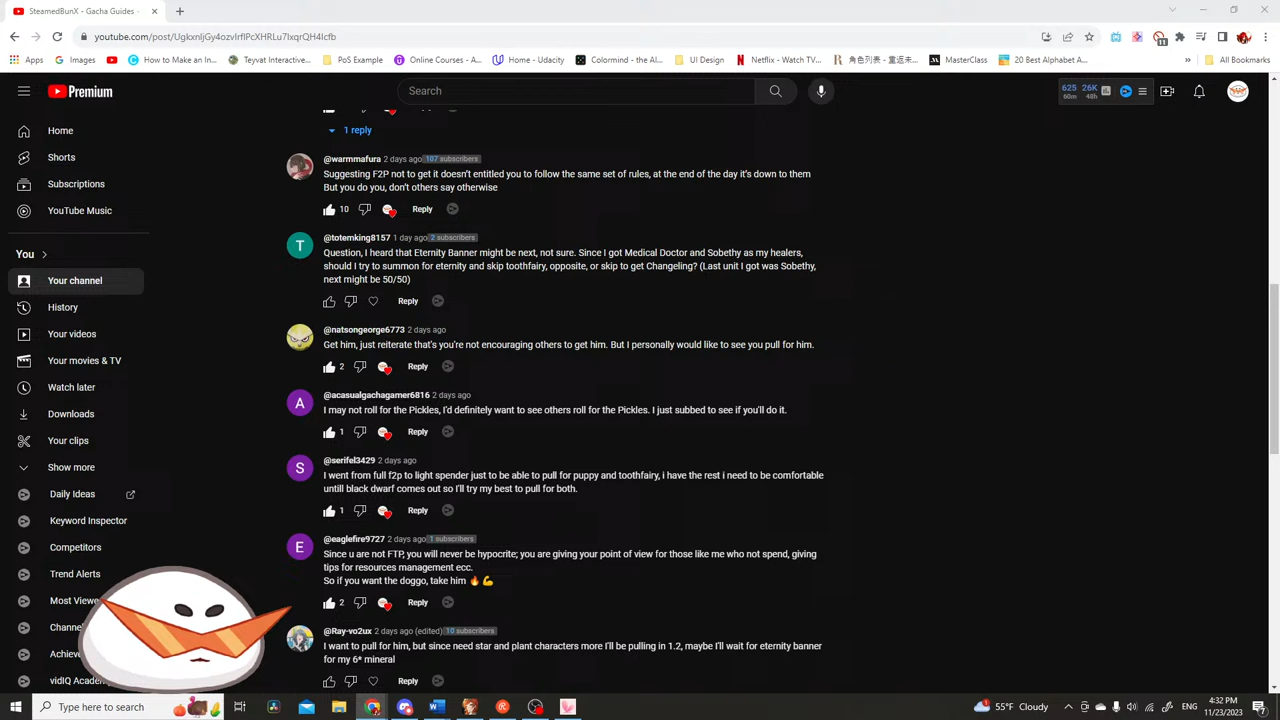 SteamedBunX - Gacha Guides -
youtube.com/post/UgkxnIjGy4ozvIrfIPcXHRLu7lxqrQH4Icfb
Apps
Images
How to Make an In...
Teyvat Interactive...
PoS Example
Online Courses - A...
Home - Udacity
Colormind - the AI...
UI Design
Netflix - Watch TV...
角色列表 - 重返未...
MasterClass
20 Best Alphabet A...
All Bookmarks
Premium
Search
625
60m
26K
48h
1 reply
Home
Shorts
Subscriptions
YouTube Music
You
Your channel
History
Your videos
Your movies & TV
Watch later
Downloads
Your clips
Show more
Daily Ideas
Keyword Inspector
Competitors
Trend Alerts
Most Viewe
Channel
Achiev
vidIQ Academ
@warmmafura 2 days ago 107 subscribers
Suggesting F2P not to get it doesn't entitled you to follow the same set of rules, at the end of the day it's down to them
But you do you, don't others say otherwise
10 Reply
@totemking8157 1 day ago 2 subscribers
Question, I heard that Eternity Banner might be next, not sure. Since I got Medical Doctor and Sobethy as my healers,
should I try to summon for eternity and skip toothfairy, opposite, or skip to get Changeling? (Last unit I got was Sobethy,
next might be 50/50)
Reply
@natsongeorge6773 2 days ago
Get him, just reiterate that's you're not encouraging others to get him. But I personally would like to see you pull for him.
2 Reply
@acasualgachagamer6816 2 days ago
I may not roll for the Pickles, I'd definitely want to see others roll for the Pickles. I just subbed to see if you'll do it.
1 Reply
@serifel3429 2 days ago
I went from full f2p to light spender just to be able to pull for puppy and toothfairy, i have the rest i need to be comfortable
untill black dwarf comes out so I'll try my best to pull for both.
1 Reply
@eaglefire9727 2 days ago 1 subscribers
Since u are not FTP, you will never be hypocrite; you are giving your point of view for those like me who not spend, giving
tips for resources management ecc.
So if you want the doggo, take him 🔥 💪
2 Reply
@Ray-vo2ux 2 days ago (edited) 10 subscribers
I want to pull for him, but since need star and plant characters more I'll be pulling in 1.2, maybe I'll wait for eternity banner
for my 6* mineral
Reply
Type here to search
55°F Cloudy
ENG
4:32 PM
11/23/2023